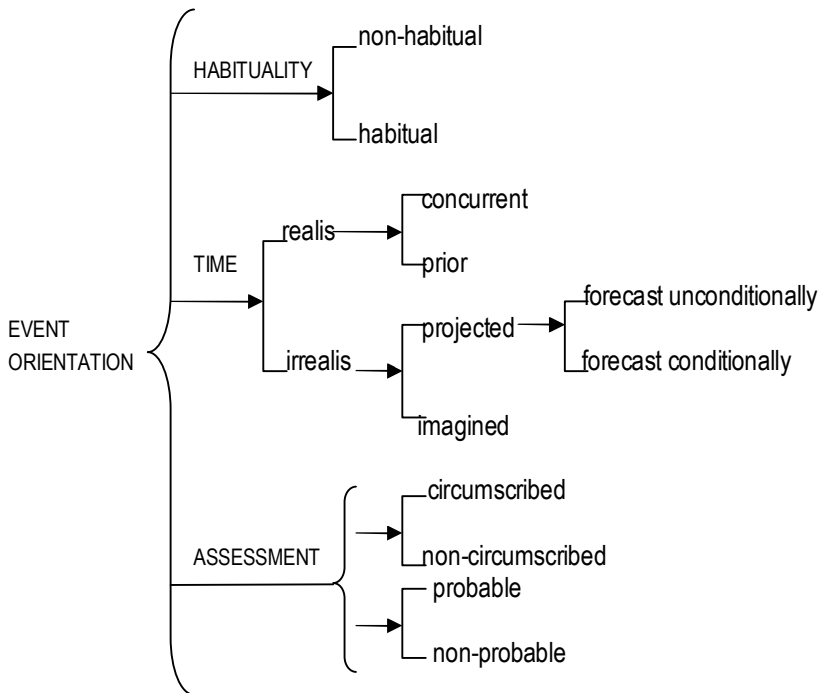 non-habitual
HABITUALITY
habitual
concurrent
realis
TIME
prior
forecast unconditionally
EVENT
ORIENTATION
projected
irrealis
forecast conditionally
imagined
circumscribed
ASSESSMENT
non-circumscribed
probable
non-probable